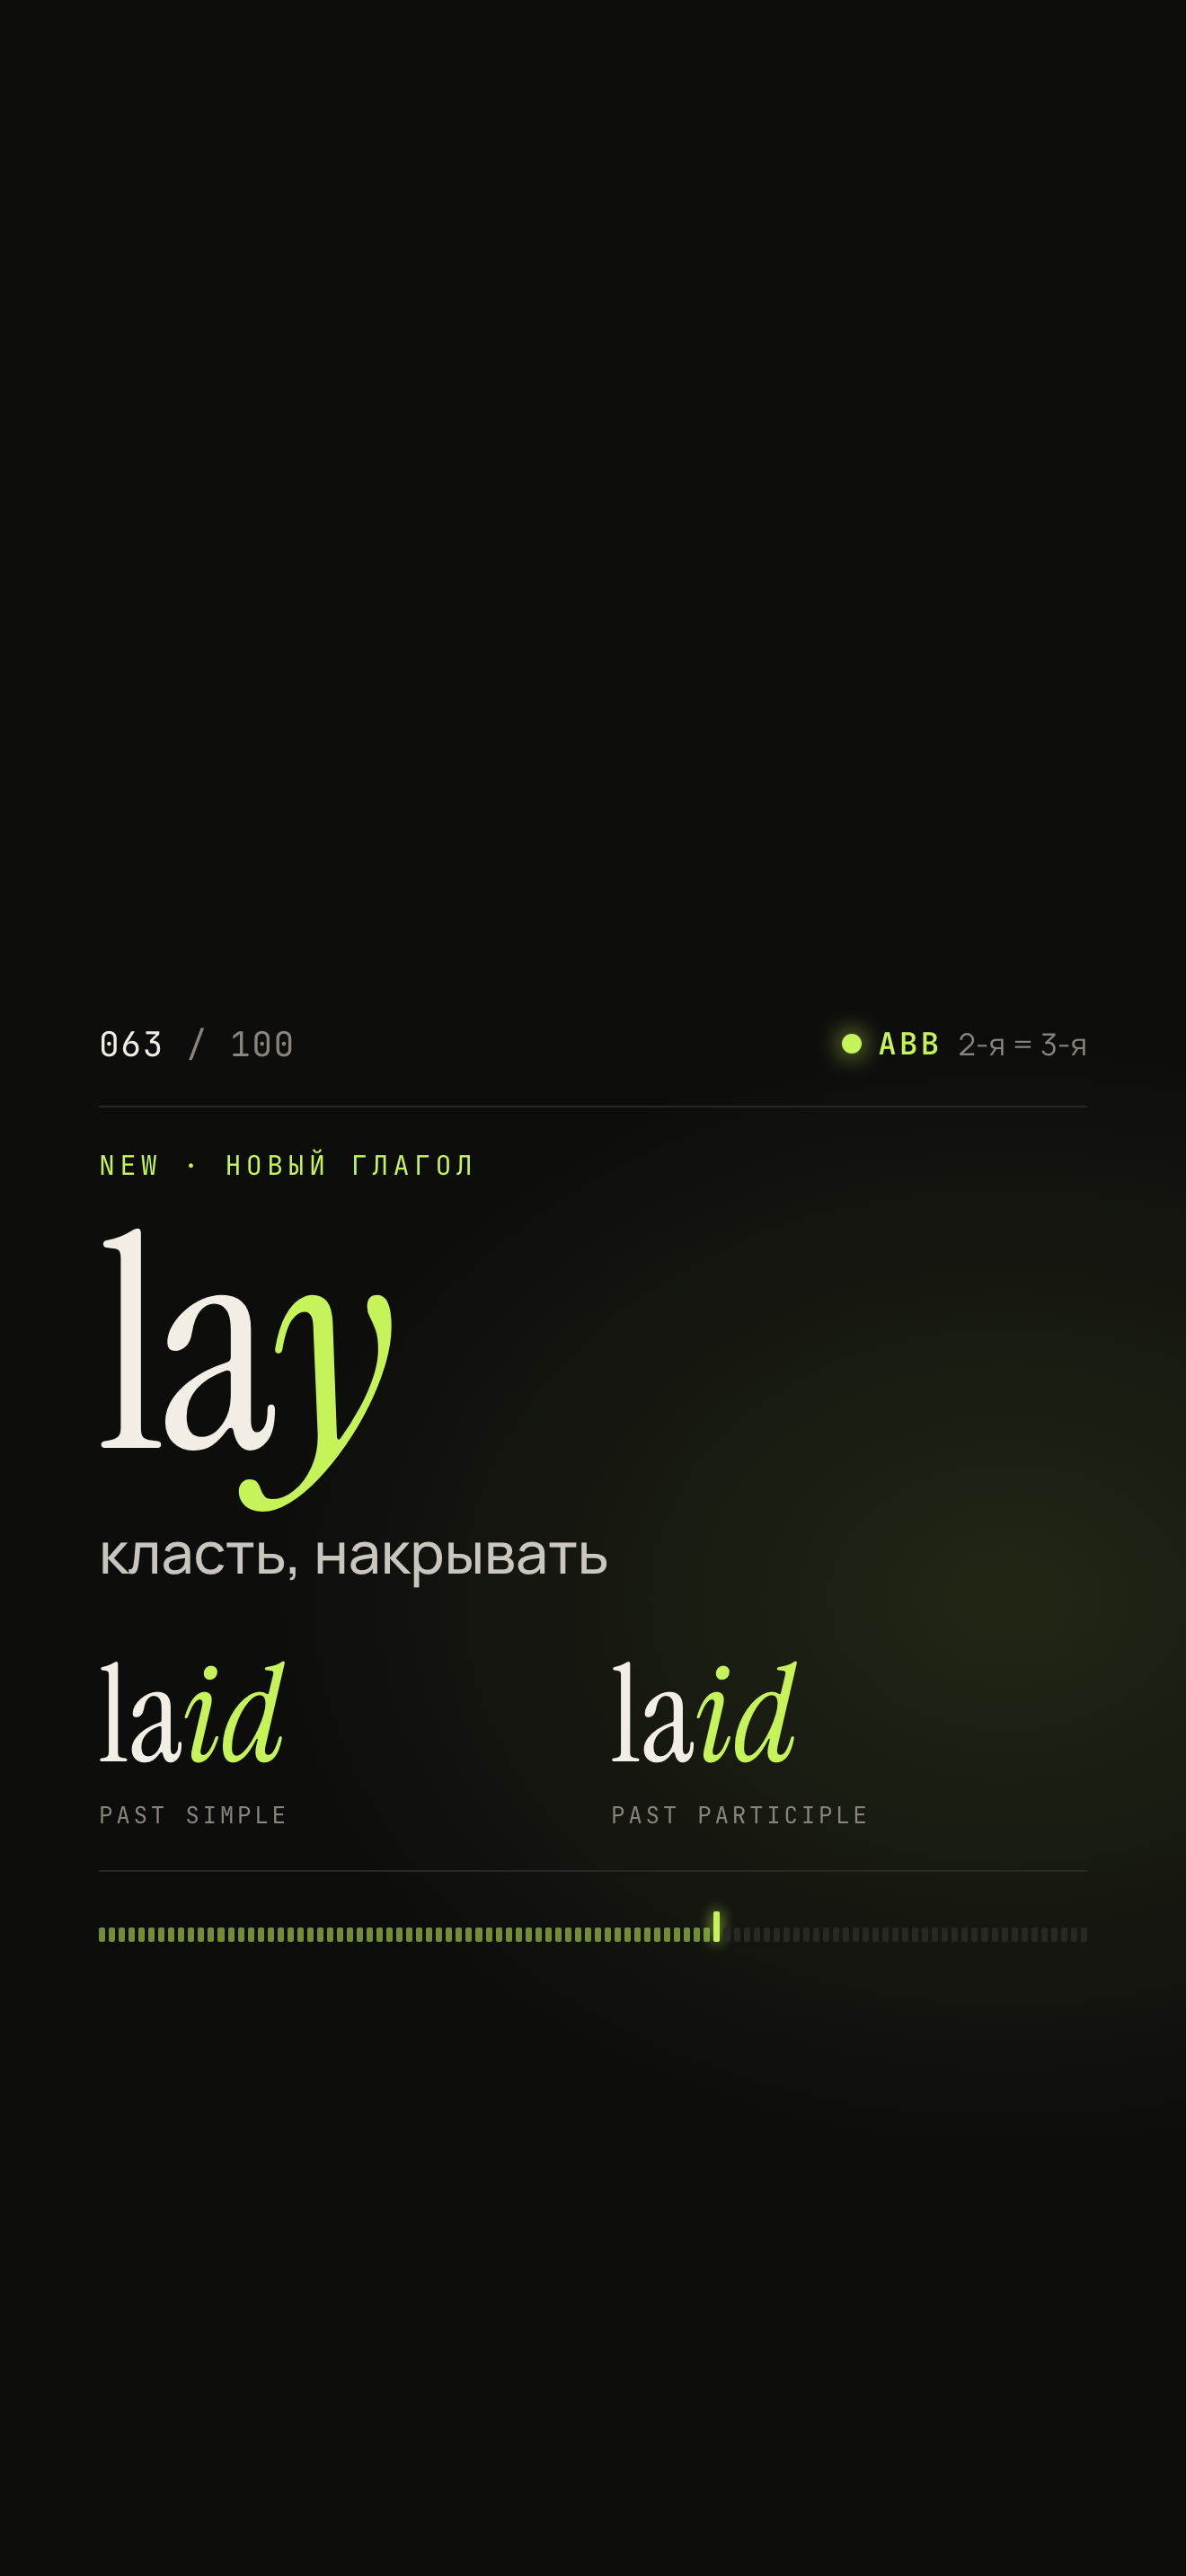 063 / 100
ABB 2-я = 3-я
NEW · НОВЫЙ ГЛАГОЛ
lay
класть, накрывать
laid
laid
PAST SIMPLE
PAST PARTICIPLE